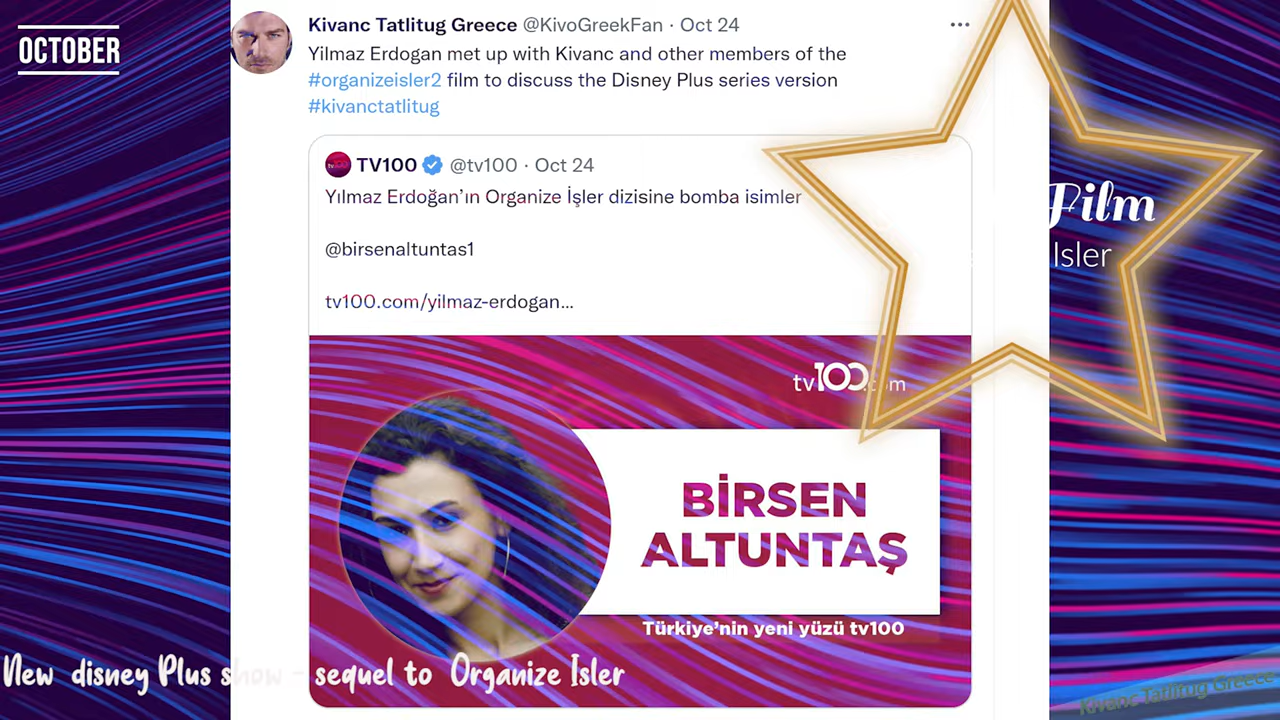 OCTOBER
Kivanc Tatlitug Greece @KivoGreekFan · Oct 24
Yilmaz Erdogan met up with Kivanc and other members of the
#organizeisler2 film to discuss the Disney Plus series version
#kivanctatlitug
TV100 @tv100 · Oct 24
Yılmaz Erdoğan'ın Organize İşler dizisine bomba isimler
@birsenaltuntas1
tv100.com/yilmaz-erdogan...
Film
Isler
tv100.com
BİRSEN
ALTUNTAŞ
Türkiye'nin yeni yüzü tv100
New disney Plus show - sequel to Organize Isler
Kivanc Tatlitug Greece